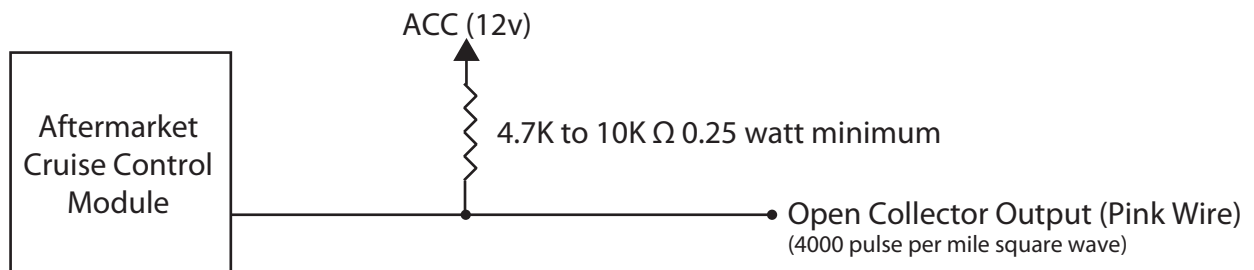 ACC (12v)
Aftermarket
Cruise Control
Module
4.7K to 10K Ω 0.25 watt minimum
Open Collector Output (Pink Wire)
(4000 pulse per mile square wave)